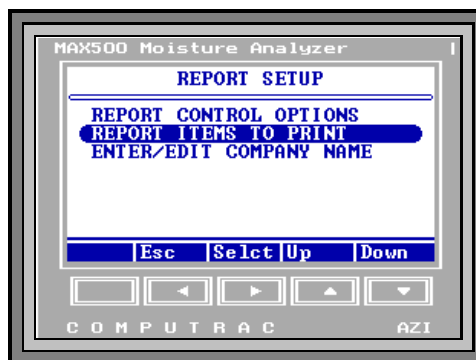 MAX500 Moisture Analyzer
REPORT SETUP
REPORT CONTROL OPTIONS
REPORT ITEMS TO PRINT
ENTER/EDIT COMPANY NAME
Esc Selct Up Down
COMPUTRAC AZI